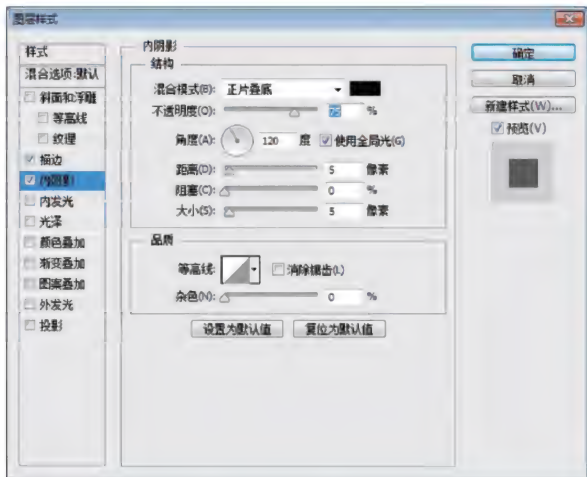 图层样式
样式
混合选项:默认
斜面和浮雕
等高线
纹理
描边
内阴影
内发光
光泽
颜色叠加
渐变叠加
图案叠加
外发光
投影
内阴影
结构
混合模式(B): 正片叠底
不透明度(O): 75 %
角度(A): 120 度 使用全局光(G)
距离(D): 5 像素
阻塞(C): 0 %
大小(S): 5 像素
品质
等高线: 消除锯齿(L)
杂色(N): 0 %
设置为默认值 复位为默认值
确定
取消
新建样式(W)...
预览(V)